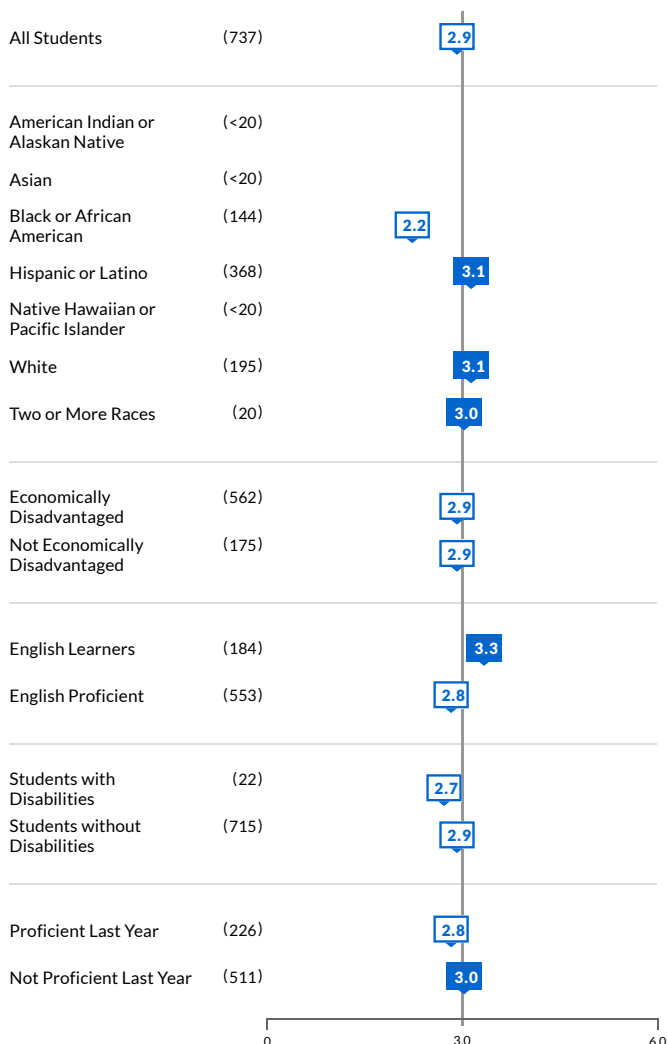 All Students (737) 2.9
American Indian or (<20)
Alaskan Native
Asian (<20)
Black or African (144) 2.2
American
Hispanic or Latino (368) 3.1
Native Hawaiian or (<20)
Pacific Islander
White (195) 3.1
Two or More Races (20) 3.0
Economically (562) 2.9
Disadvantaged
Not Economically (175) 2.9
Disadvantaged
English Learners (184) 3.3
English Proficient (553) 2.8
Students with (22) 2.7
Disabilities
Students without (715) 2.9
Disabilities
Proficient Last Year (226) 2.8
Not Proficient Last Year (511) 3.0
0 3.0 6.0